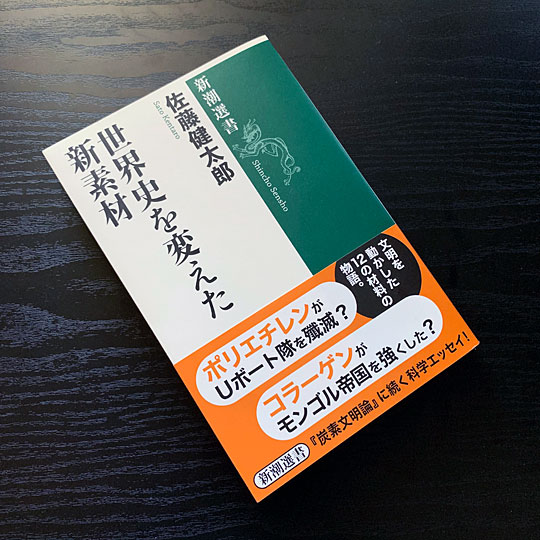 新潮選書
Shincho Sensho
佐藤健太郎
Sato Kentaro
世界史を変えた
新素材
文明を
動かした
12の材料の
物語。
ポリエチレンが
Uボート隊を殲滅?
コラーゲンが
モンゴル帝国を強くした?
『炭素文明論』に続く科学エッセイ!
新潮選書